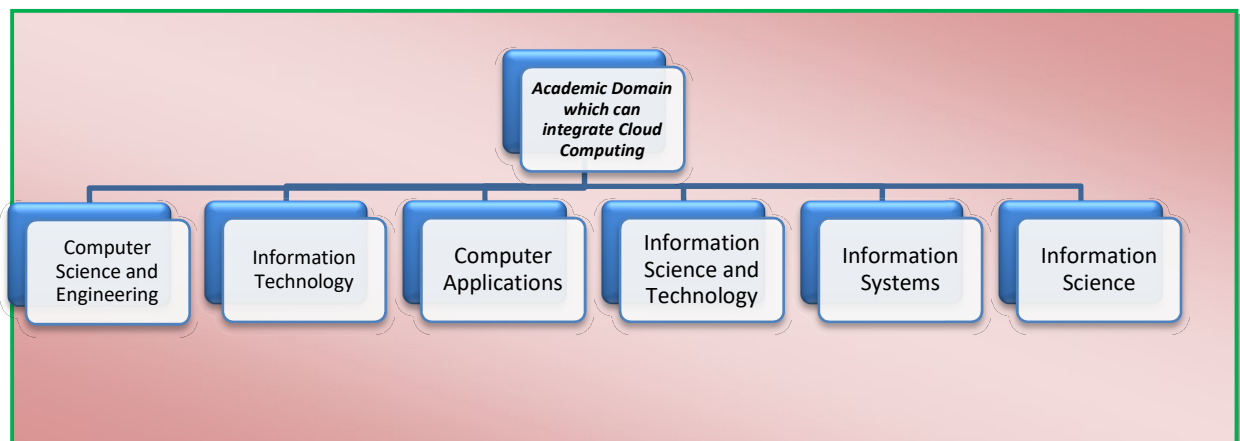 Academic Domain
which can
integrate Cloud
Computing
Computer
Science and
Engineering
Information
Technology
Computer
Applications
Information
Science and
Technology
Information
Systems
Information
Science